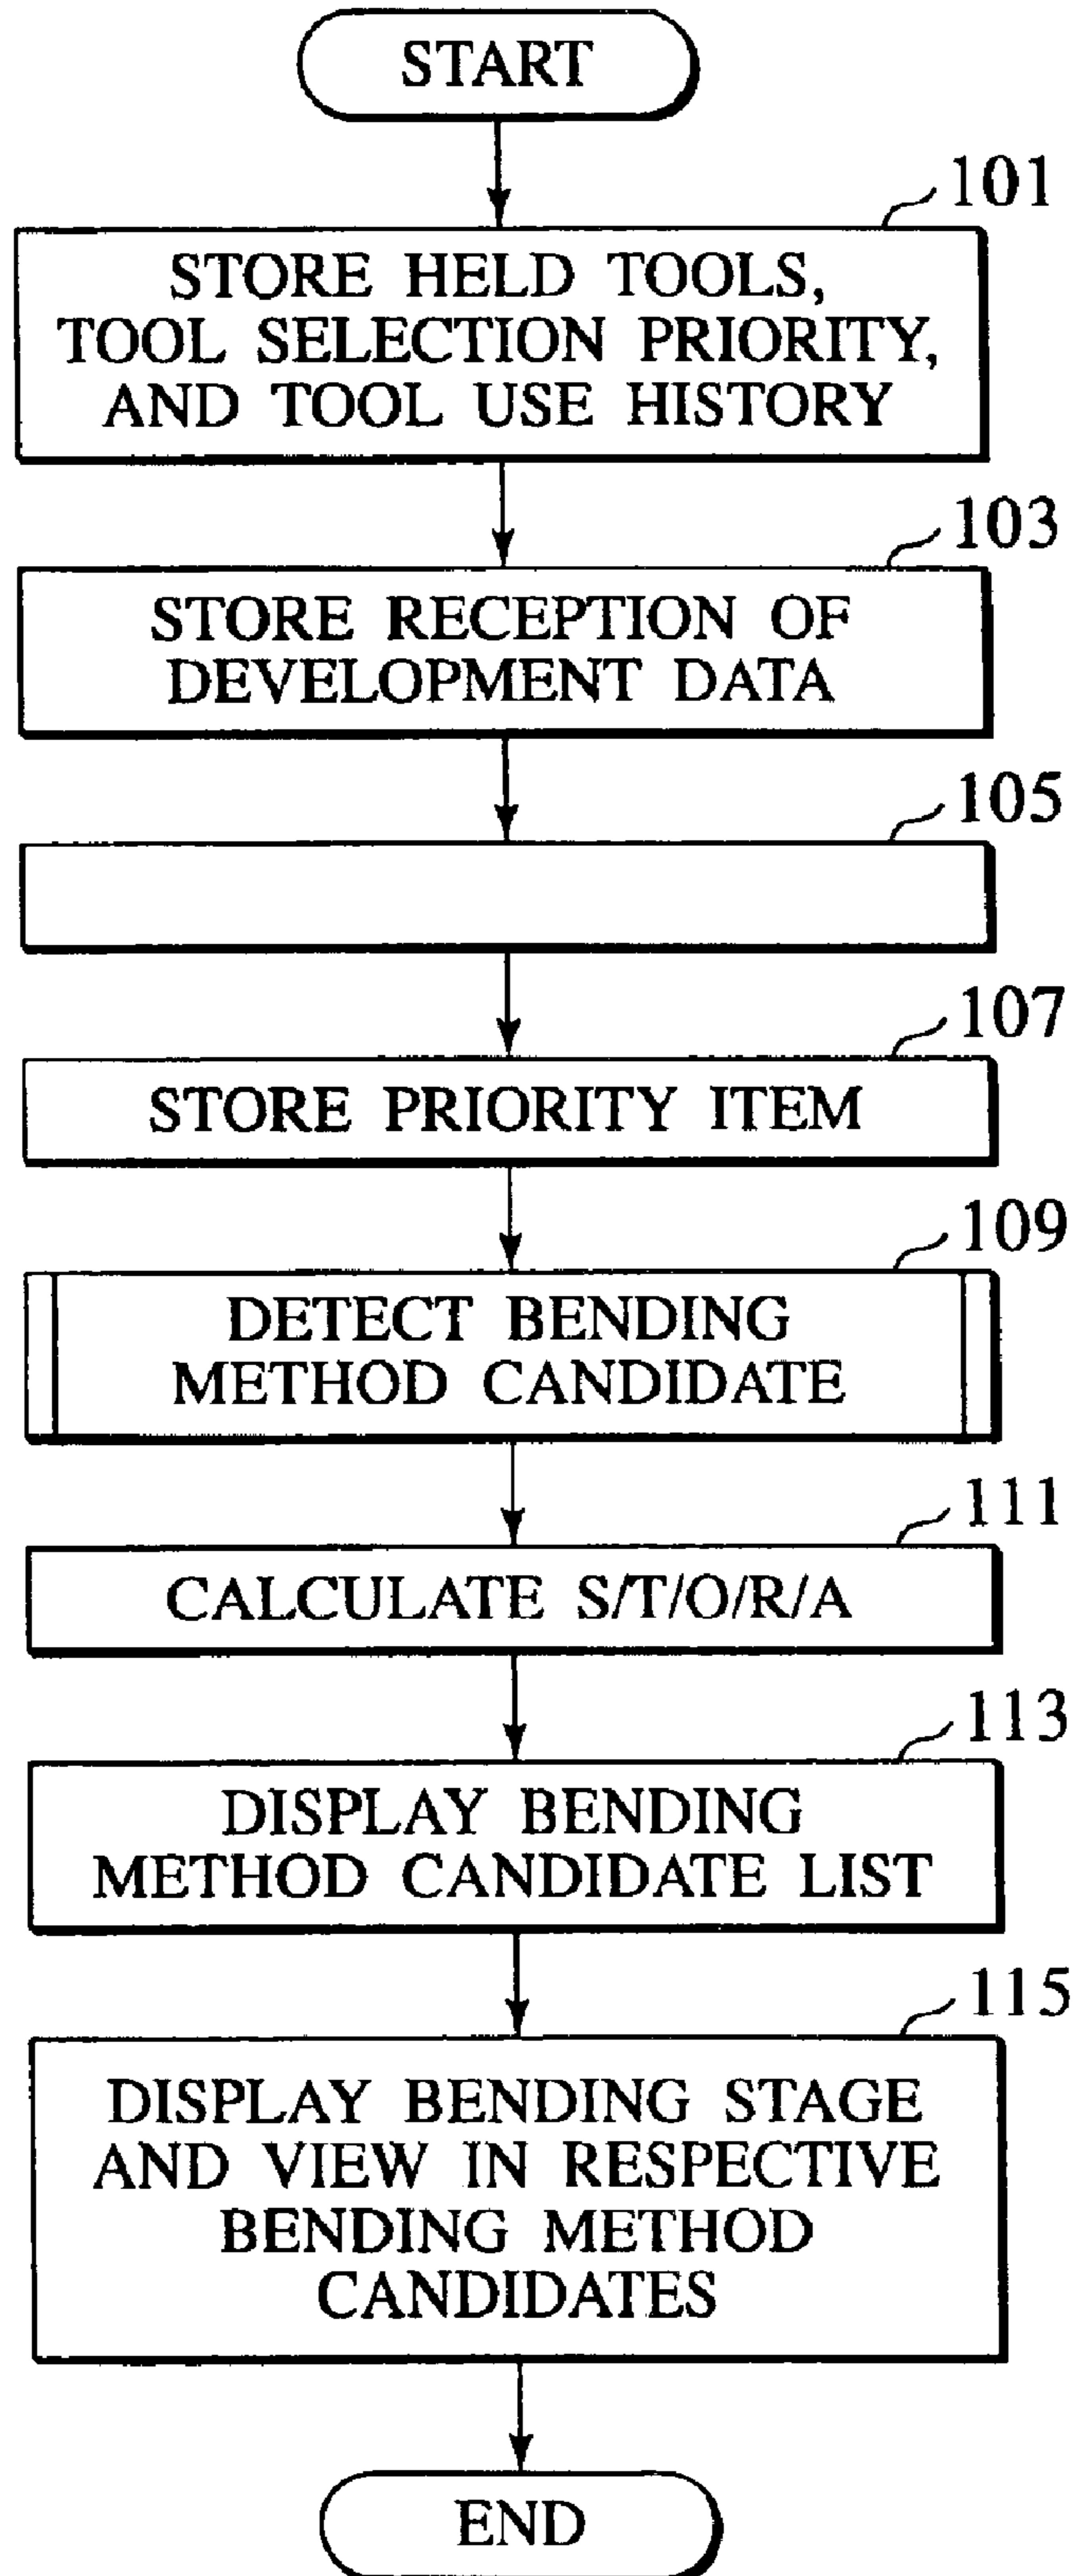 START
101
STORE HELD TOOLS,
TOOL SELECTION PRIORITY,
AND TOOL USE HISTORY
103
STORE RECEPTION OF
DEVELOPMENT DATA
105
107
STORE PRIORITY ITEM
109
DETECT BENDING
METHOD CANDIDATE
111
CALCULATE S/T/O/R/A
113
DISPLAY BENDING
METHOD CANDIDATE LIST
115
DISPLAY BENDING STAGE
AND VIEW IN RESPECTIVE
BENDING METHOD
CANDIDATES
END